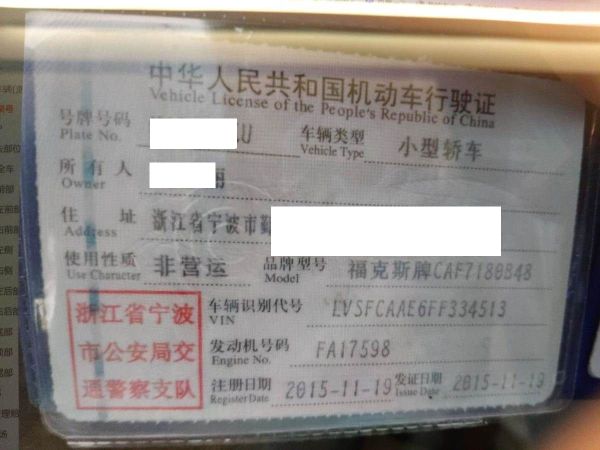 中华人民共和国机动车行驶证
Vehicle License of the People's Republic of China
号牌号码 LU 车辆类型 小型轿车
Plate No. Vehicle Type
所有人 丽
Owner
住址 浙江省宁波市鄞
Address
使用性质 非营运 品牌型号 福克斯牌CAF7180B48
Use Character Model
浙江省宁波
市公安局交
通警察支队
车辆识别代号 LVSFCAAE6FF334513
VIN
发动机号码 FA17598
Engine No.
注册日期 2015-11-19 发证日期 2015-11-19
Register Date Issue Date